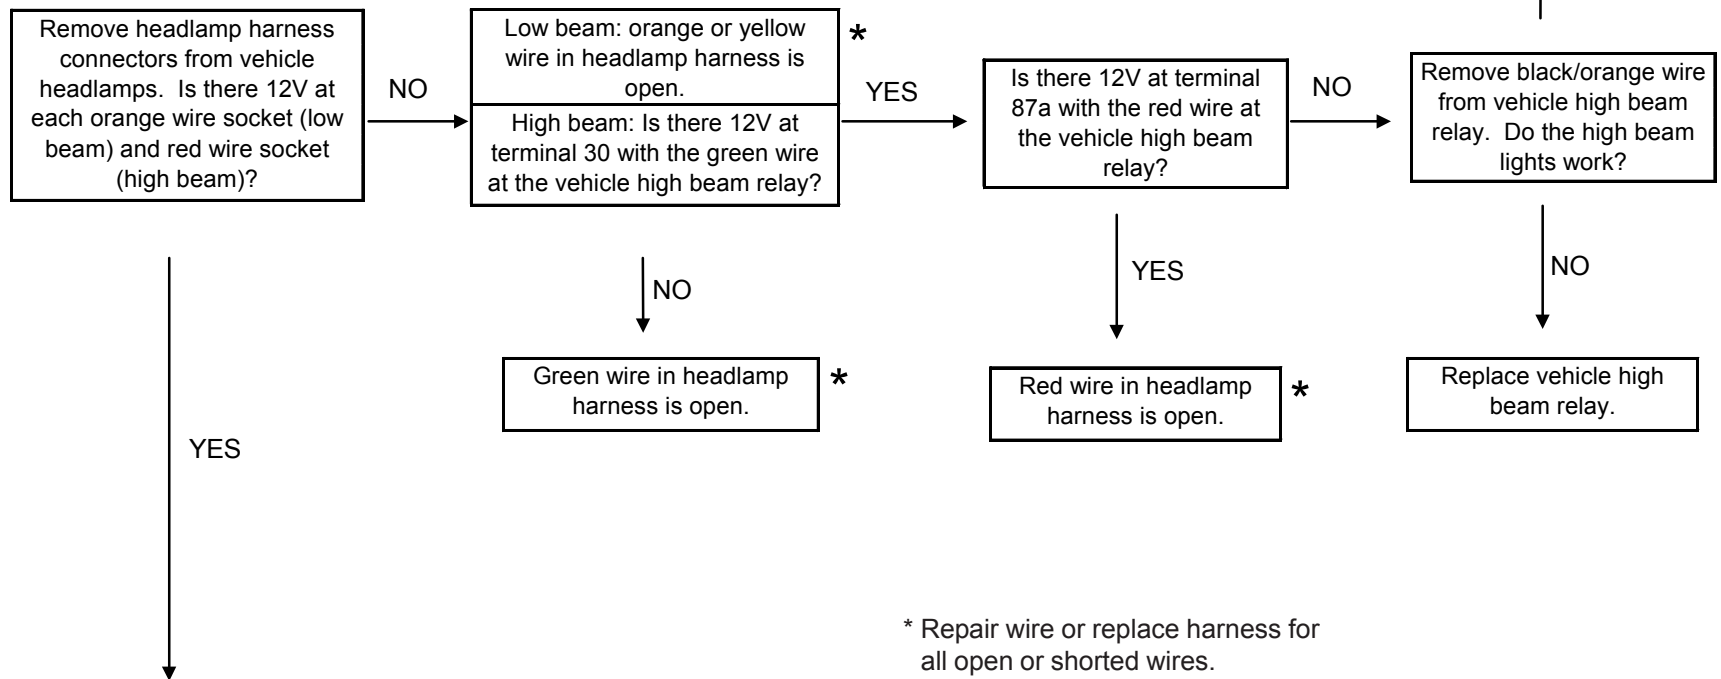 Remove headlamp harness
connectors from vehicle
headlamps. Is there 12V at
each orange wire socket (low
beam) and red wire socket
(high beam)?
NO
Low beam: orange or yellow
wire in headlamp harness is
open.
*
High beam: Is there 12V at
terminal 30 with the green wire
at the vehicle high beam relay?
YES
Is there 12V at terminal
87a with the red wire at
the vehicle high beam
relay?
NO
Remove black/orange wire
from vehicle high beam
relay. Do the high beam
lights work?
NO
YES
NO
Green wire in headlamp
harness is open.
*
Red wire in headlamp
harness is open.
*
Replace vehicle high
beam relay.
YES
* Repair wire or replace harness for
all open or shorted wires.